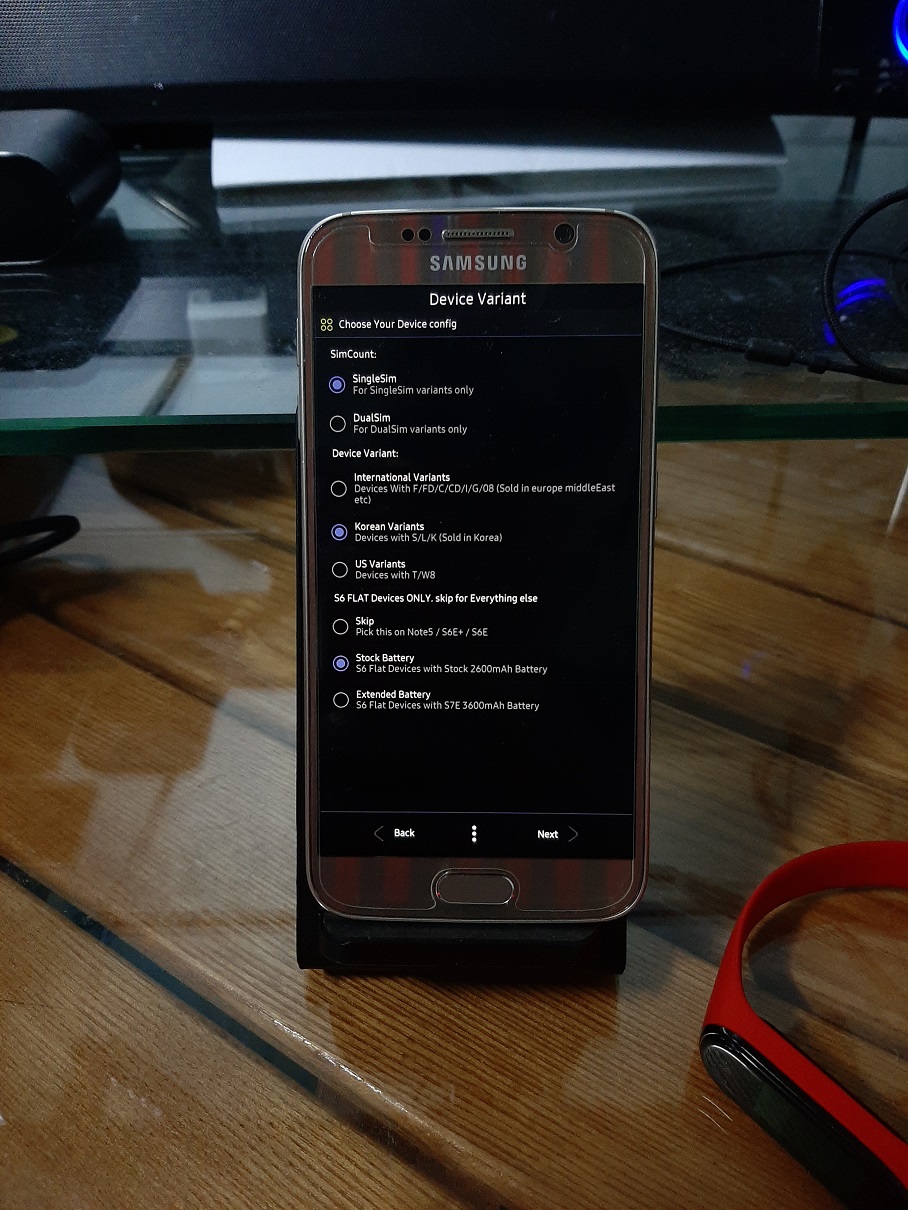 SAMSUNG
Device Variant
Choose Your Device config
SimCount:
SingleSim
For SingleSim variants only
DualSim
For DualSim variants only
Device Variant:
International Variants
Devices With F/FD/C/CD/I/G/08 (Sold in europe middleEast
etc)
Korean Variants
Devices with S/L/K (Sold in Korea)
US Variants
Devices with T/W8
S6 FLAT Devices ONLY, skip for Everything else
Skip
Pick this on Note5 / S6E+ / S6E
Stock Battery
S6 Flat Devices with Stock 2600mAh Battery
Extended Battery
S6 Flat Devices with S7E 3600mAh Battery
Back
Next